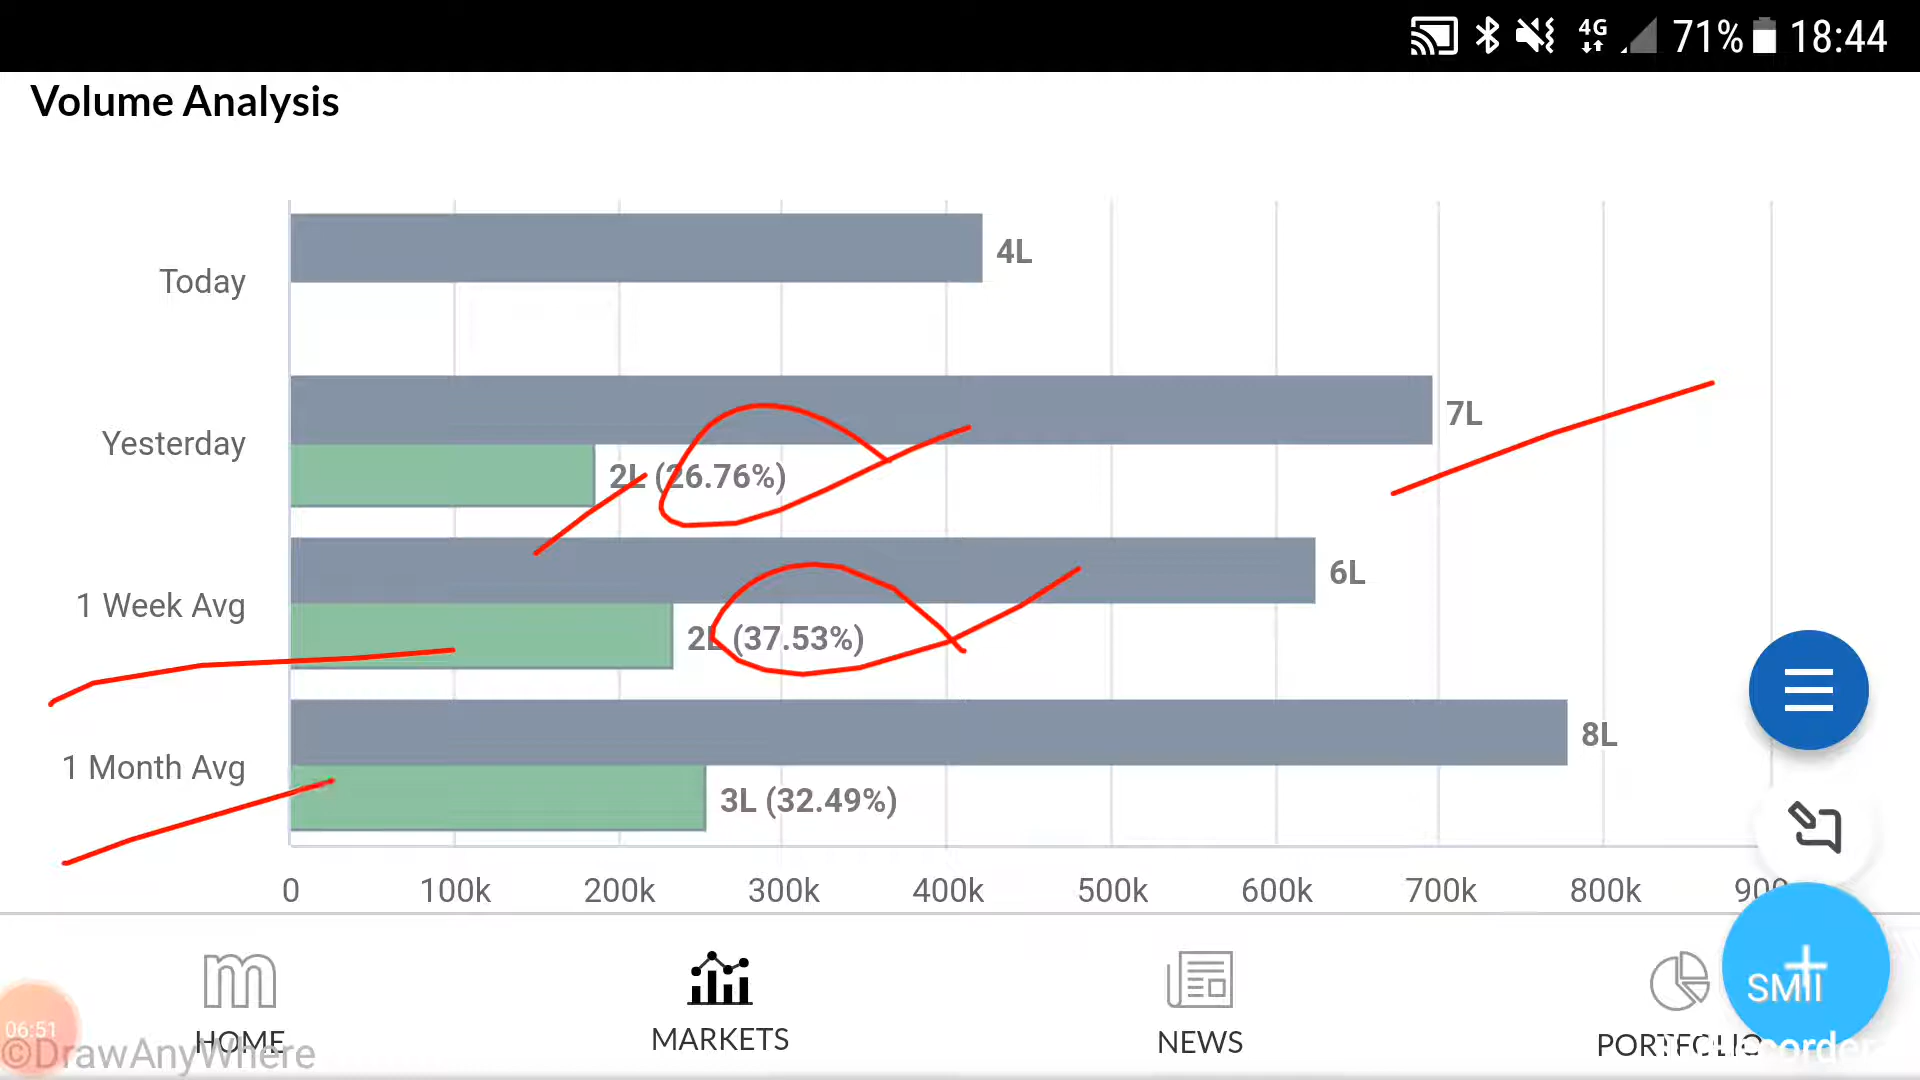 4G 71% 18:44
Volume Analysis
Today 4L
Yesterday 7L
2L (26.76%)
1 Week Avg 6L
2L (37.53%)
1 Month Avg 8L
3L (32.49%)
0 100k 200k 300k 400k 500k 600k 700k 800k
SMII
06:51
HOME MARKETS NEWS PORTFOLIO
©DrawAnyWhere